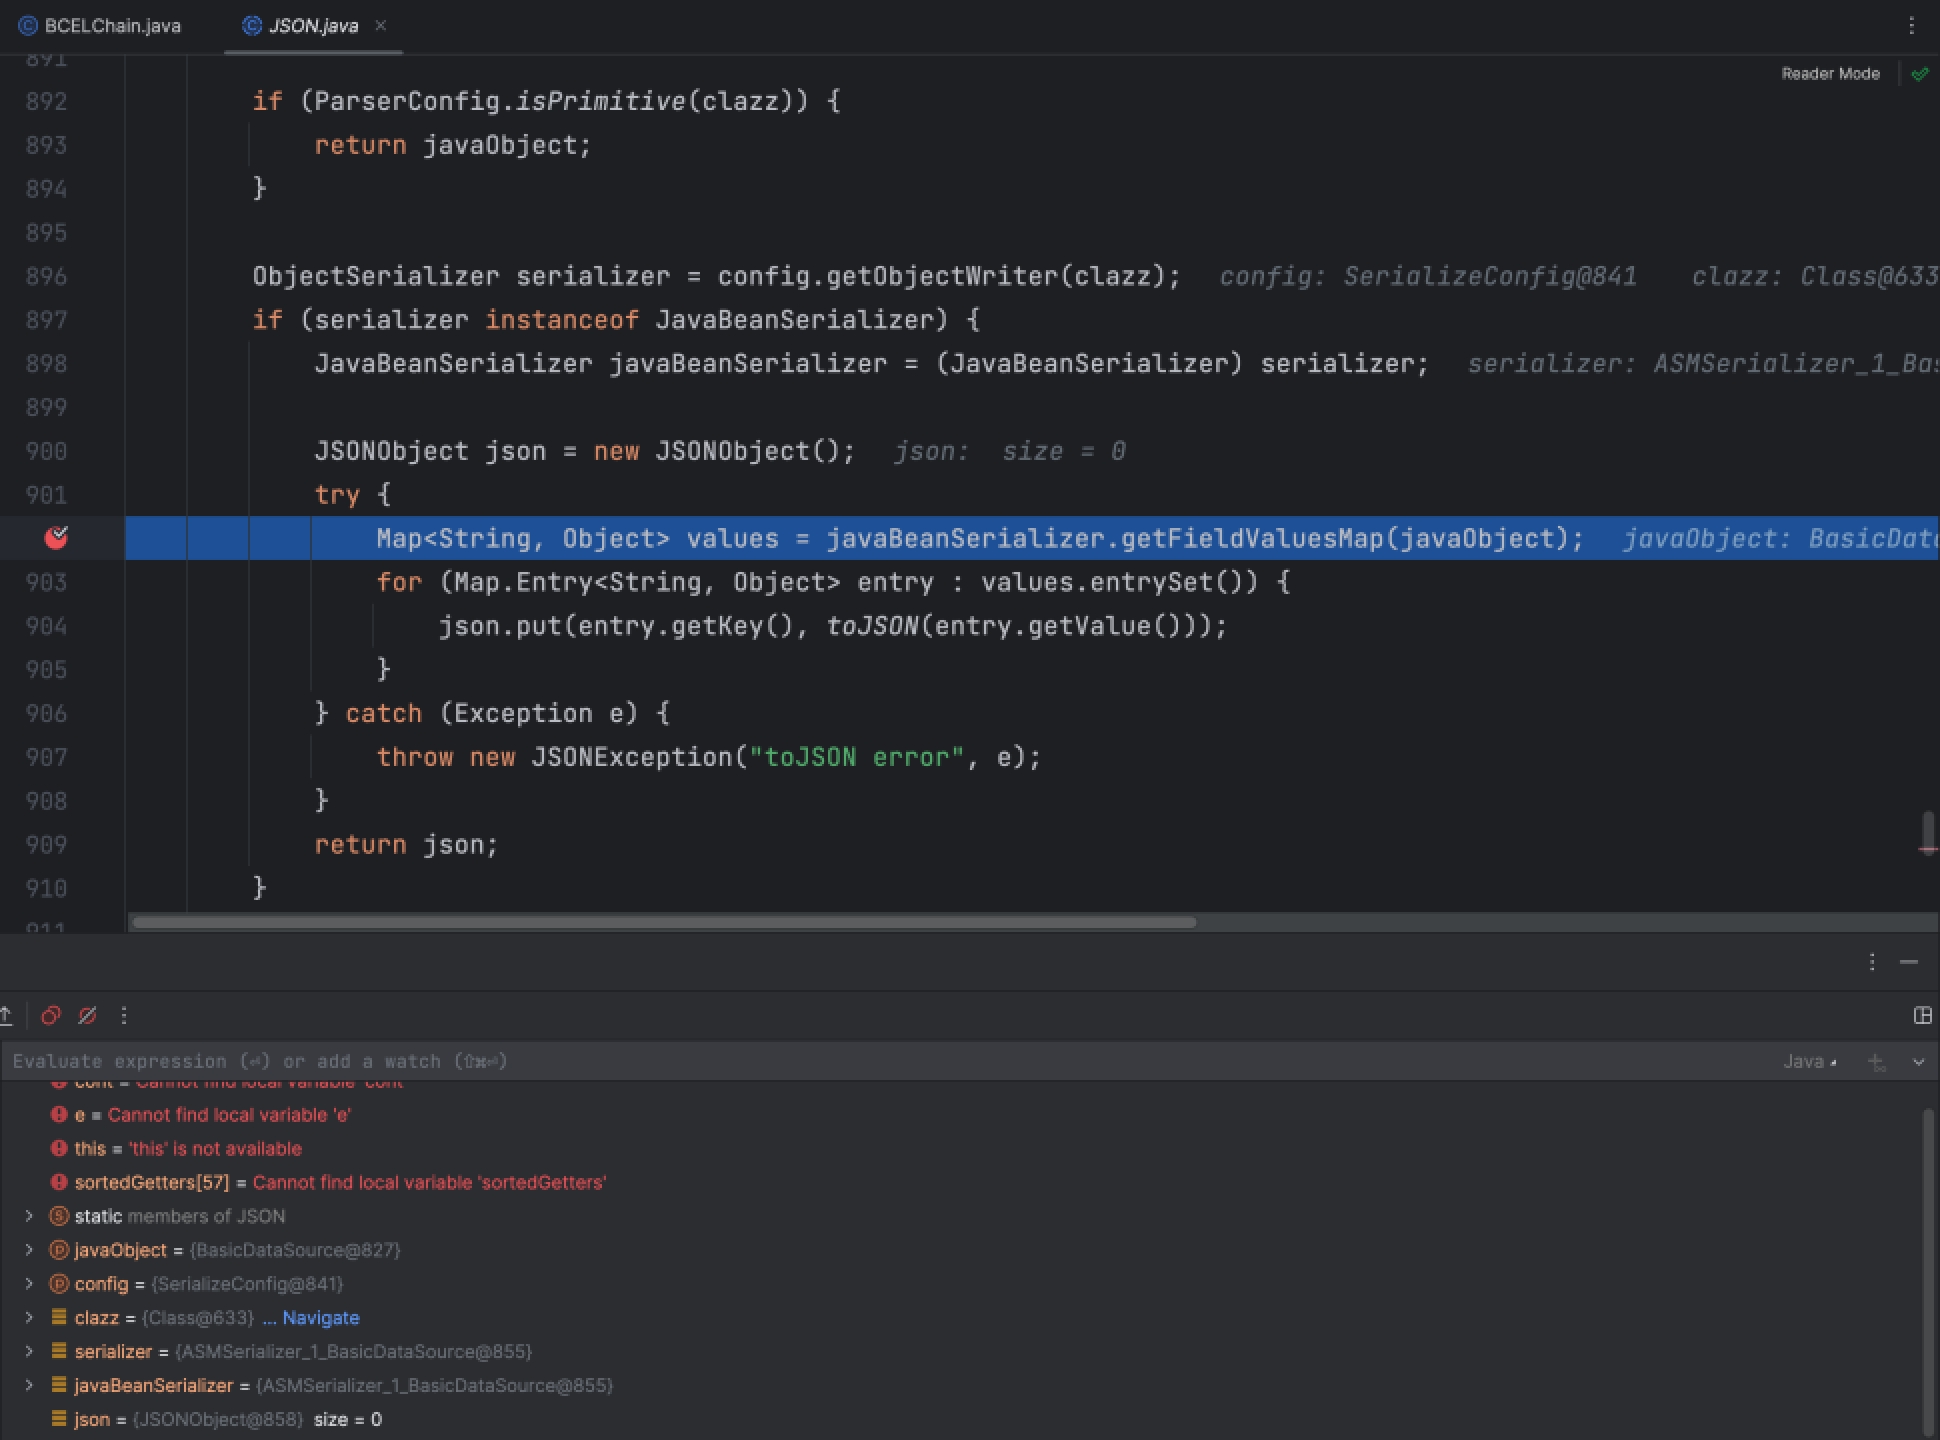 BCELChain.java JSON.java
891
Reader Mode
892 if (ParserConfig.isPrimitive(clazz)) {
893 return javaObject;
894 }
895
896 ObjectSerializer serializer = config.getObjectWriter(clazz); config: SerializeConfig@841 clazz: Class@633
897 if (serializer instanceof JavaBeanSerializer) {
898 JavaBeanSerializer javaBeanSerializer = (JavaBeanSerializer) serializer; serializer: ASMSerializer_1_Bas
899
900 JSONObject json = new JSONObject(); json: size = 0
901 try {
Map<String, Object> values = javaBeanSerializer.getFieldValuesMap(javaObject); javaObject: BasicData
903 for (Map.Entry<String, Object> entry : values.entrySet()) {
904 json.put(entry.getKey(), toJSON(entry.getValue()));
905 }
906 } catch (Exception e) {
907 throw new JSONException("toJSON error", e);
908 }
909 return json;
910 }
911
Evaluate expression (⏎) or add a watch (⇧⌘⏎) Java
cont = Cannot find local variable 'cont'
e = Cannot find local variable 'e'
this = 'this' is not available
sortedGetters[57] = Cannot find local variable 'sortedGetters'
static members of JSON
javaObject = {BasicDataSource@827}
config = {SerializeConfig@841}
clazz = {Class@633} ... Navigate
serializer = {ASMSerializer_1_BasicDataSource@855}
javaBeanSerializer = {ASMSerializer_1_BasicDataSource@855}
json = {JSONObject@858} size = 0